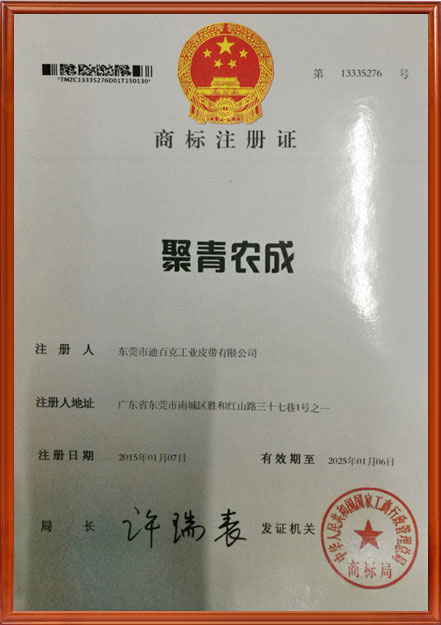 *TMZC13335276D01T150130*
第 13335276 号
商标注册证
聚青农成
注册人 东莞市迪百克工业皮带有限公司
注册人地址 广东省东莞市南城区胜和红山路三十七巷1号之一
注册日期 2015年01月07日 有效期至 2025年01月06日
局长 许瑞表 发证机关
中华人民共和国国家工商行政管理总局
商标局